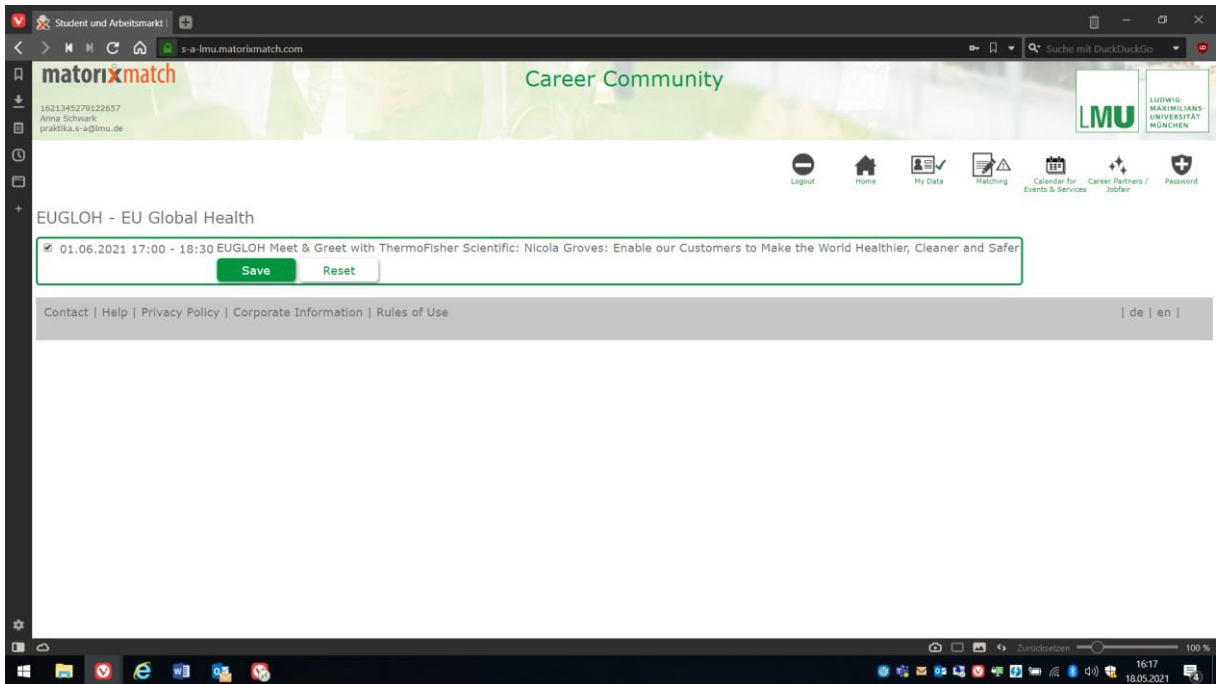 Student und Arbeitsmarkt |
s-a-lmu.matorixmatch.com
Suche mit DuckDuckGo
matorixmatch
Career Community
1621345279122657
Anna Schwark
praktika.s-a@lmu.de
LMU
LUDWIG-
MAXIMILIANS-
UNIVERSITÄT
MÜNCHEN
Logout
Home
My Data
Matching
Calendar for
Events & Services
Career Partners /
Jobfair
Password
EUGLOH - EU Global Health
01.06.2021 17:00 - 18:30 EUGLOH Meet & Greet with ThermoFisher Scientific: Nicola Groves: Enable our Customers to Make the World Healthier, Cleaner and Safer
Save Reset
Contact | Help | Privacy Policy | Corporate Information | Rules of Use
| de | en |
Zurücksetzen
100 %
16:17
18.05.2021